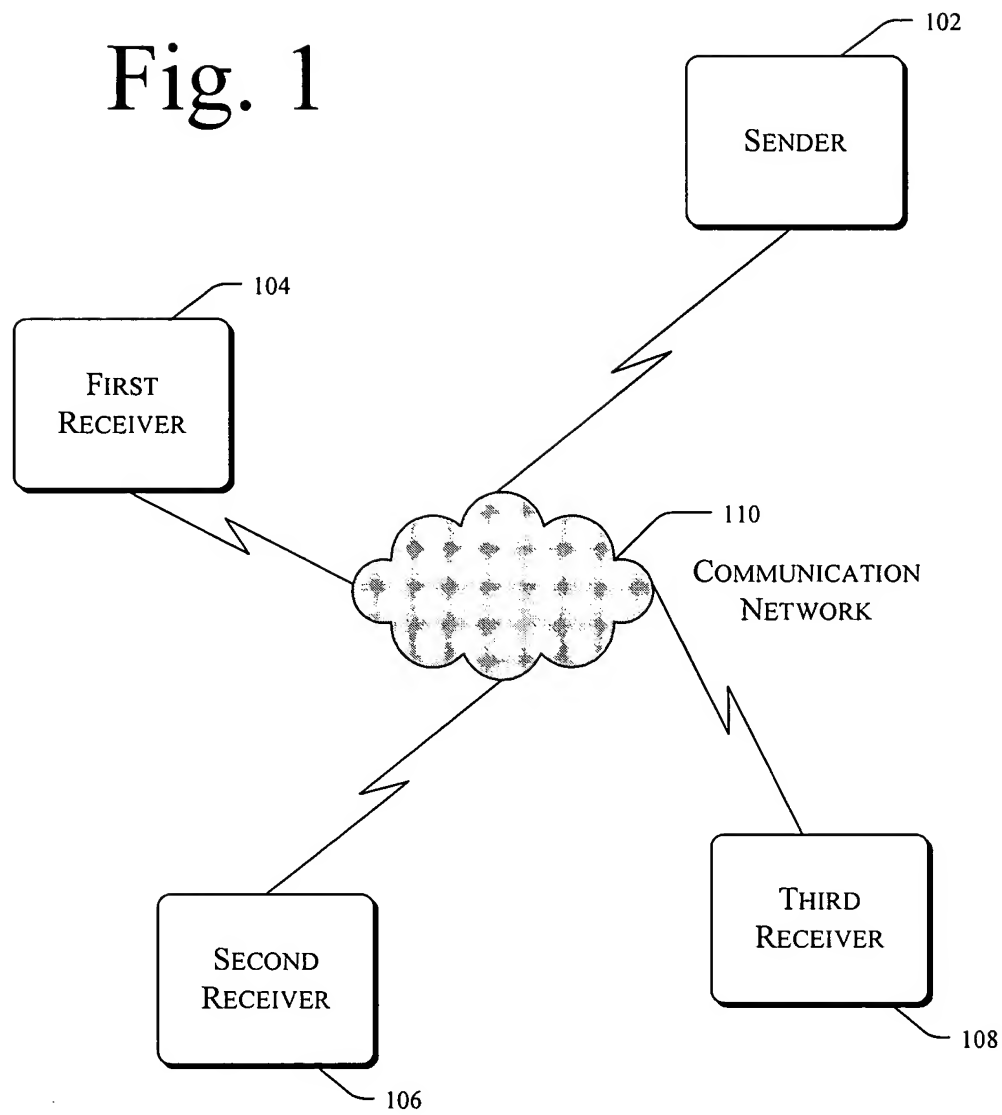 Fig. 1
102
SENDER
104
FIRST
RECEIVER
110
COMMUNICATION
NETWORK
SECOND
RECEIVER
106
THIRD
RECEIVER
108